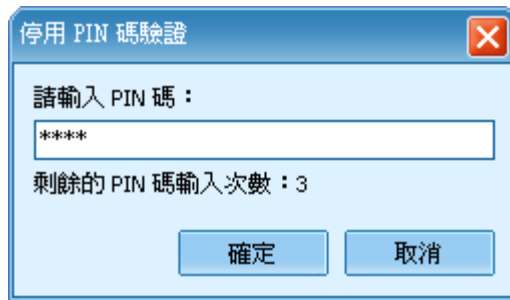 停用 PIN 碼驗證
請輸入 PIN 碼：
****
剩餘的 PIN 碼輸入次數：3
確定
取消